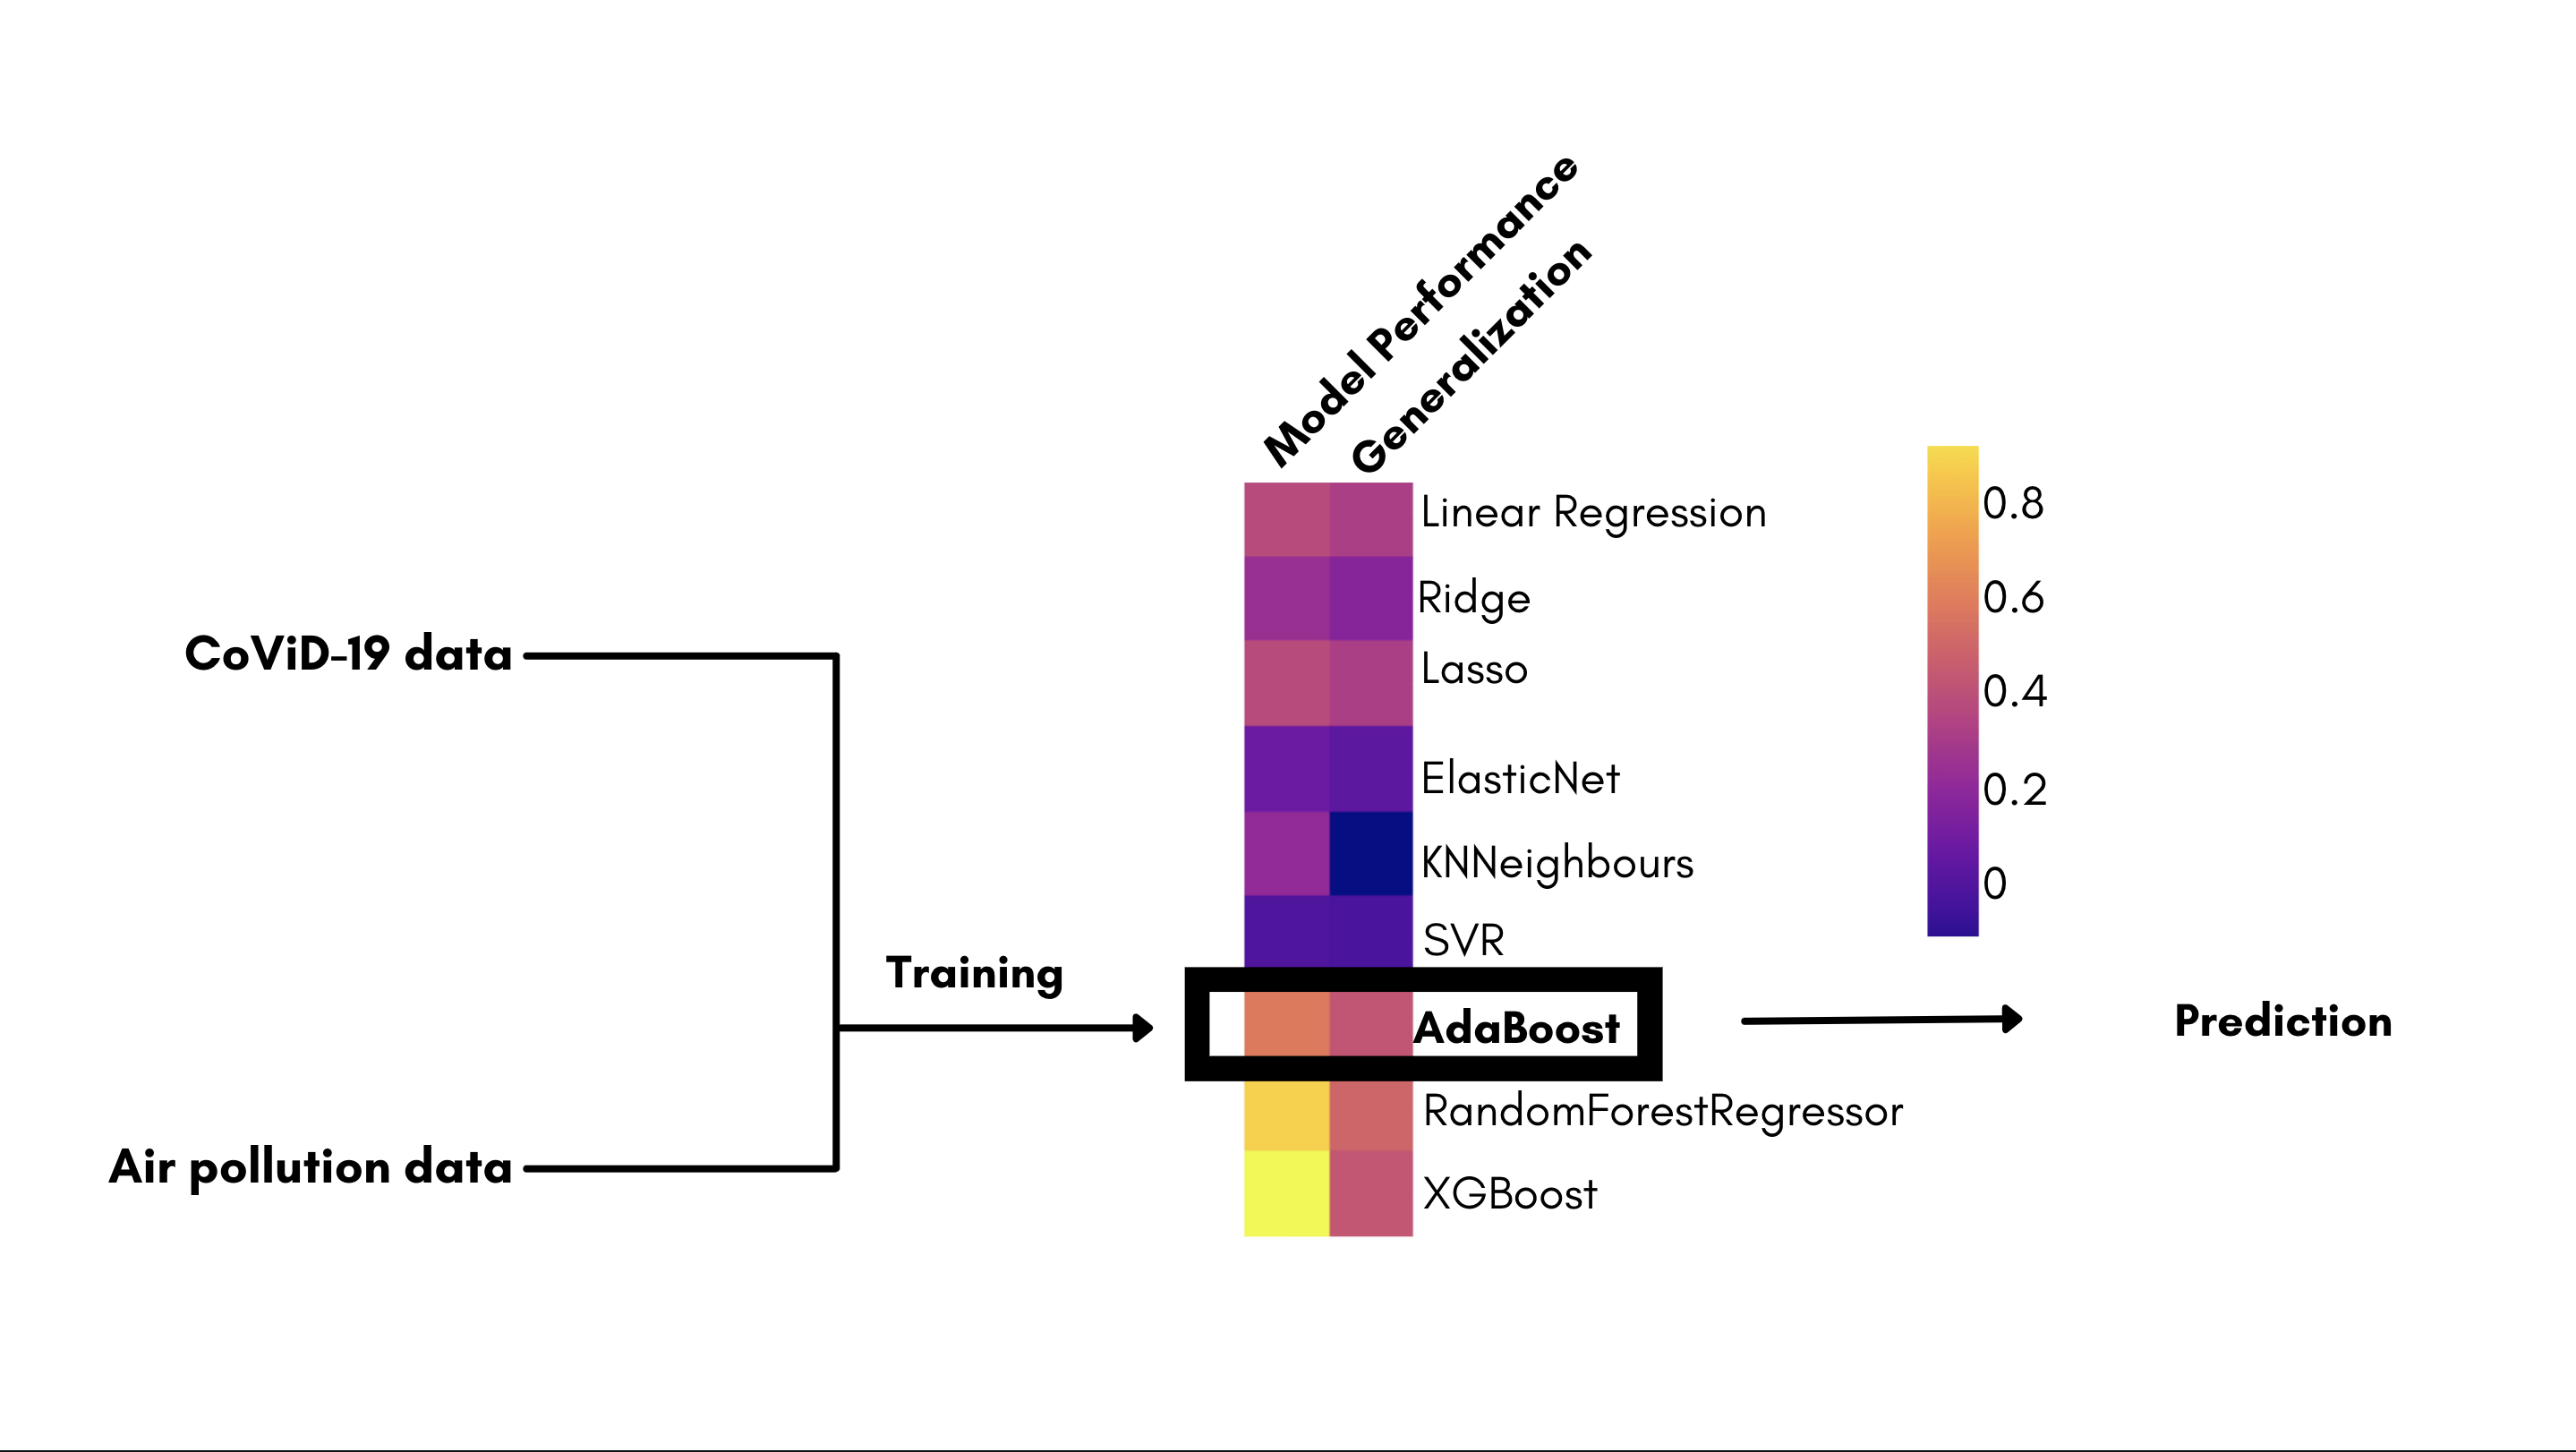 Model Performance
Generalization
Linear Regression
Ridge
Lasso
ElasticNet
KNNeighbours
SVR
AdaBoost
RandomForestRegressor
XGBoost
CoViD-19 data
Air pollution data
Training
0.8
0.6
0.4
0.2
0
Prediction